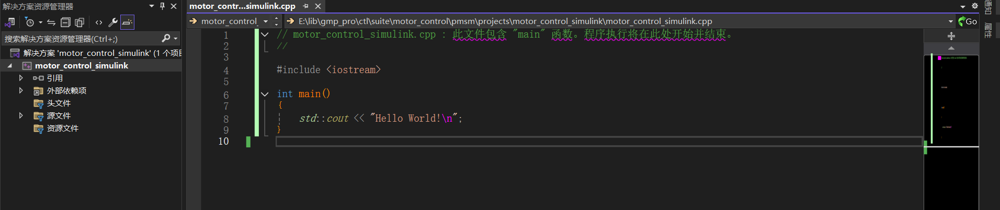 解决方案资源管理器
搜索解决方案资源管理器(Ctrl+;)
解决方案 'motor_control_simulink' (1 个项目
motor_control_simulink
引用
外部依赖项
头文件
源文件
资源文件
motor_contr...simulink.cpp
motor_control_
E:\lib\gmp_pro\ctl\suite\motor_control\pmsm\projects\motor_control_simulink\motor_control_simulink.cpp
Go
1 // motor_control_simulink.cpp : 此文件包含 "main" 函数。程序执行将在此处开始并结束。
2 //
3
4 #include <iostream>
5
6 int main()
7 {
8 std::cout << "Hello World!\n";
9 }
10
通知
属性